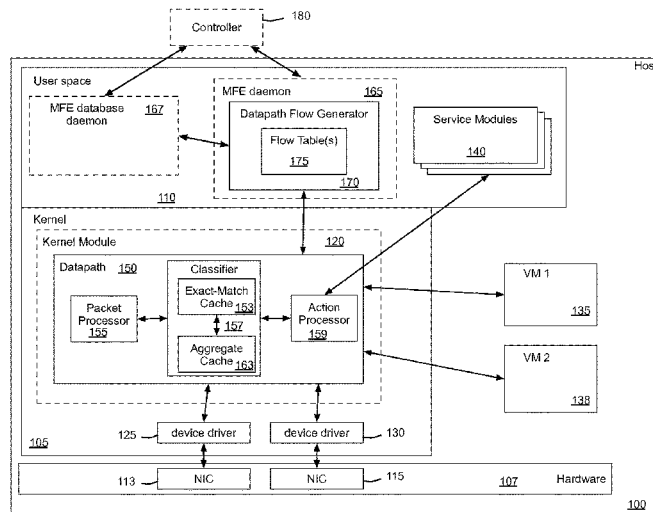 Controller
180
Hos
User space
MFE database
daemon
167
MFE daemon
165
Datapath Flow Generator
Flow Table(s)
175
170
Service Modules
140
110
Kernel
Kernel Module
120
Datapath
150
Classifier
Exact-Match
Cache
153
157
Aggregate
Cache
163
Packet
Processor
155
Action
Processor
159
VM 1
135
VM 2
138
105
125
device driver
device driver
130
113
NIC
NIC
115
107
Hardware
100